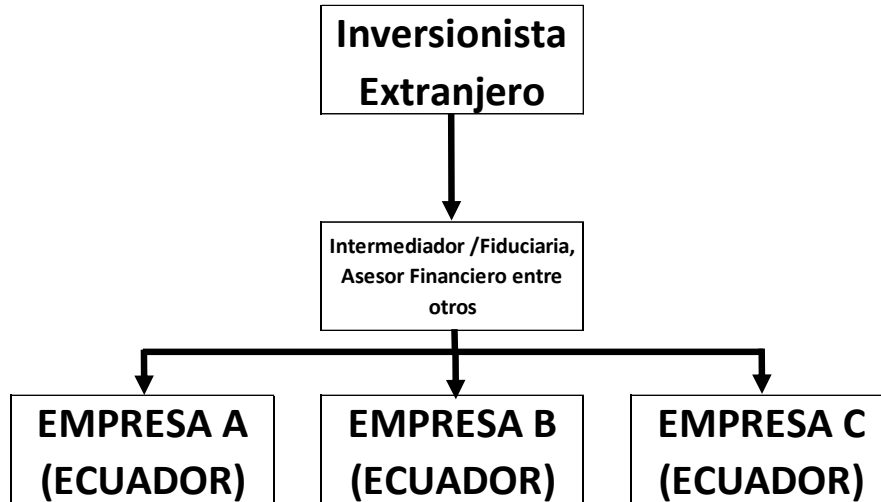 Inversionista
Extranjero
Intermediador /Fiduciaria,
Asesor Financiero entre
otros
EMPRESA A
(ECUADOR)
EMPRESA B
(ECUADOR)
EMPRESA C
(ECUADOR)